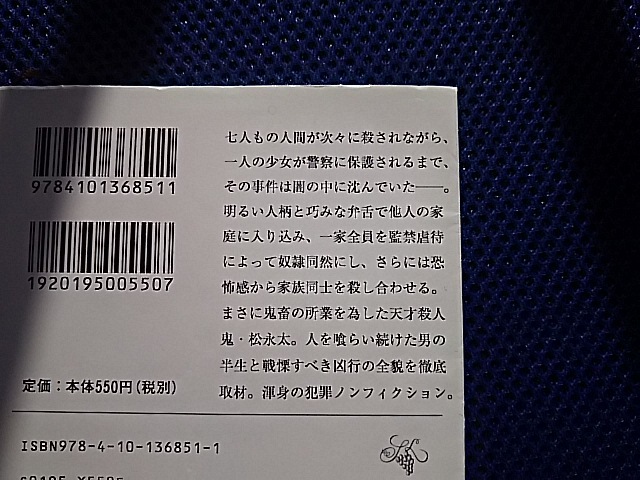 9784101368511
1920195005507
定価：本体550円(税別)
ISBN978-4-10-136851-1
七人もの人間が次々に殺されながら、
一人の少女が警察に保護されるまで、
その事件は闇の中に沈んでいた――。
明るい人柄と巧みな弁舌で他人の家
庭に入り込み、一家全員を監禁虐待
によって奴隷同然にし、さらには恐
怖感から家族同士を殺し合わせる。
まさに鬼畜の所業を為した天才殺人
鬼・松永太。人を喰らい続けた男の
半生と戦慄すべき凶行の全貌を徹底
取材。渾身の犯罪ノンフィクション。